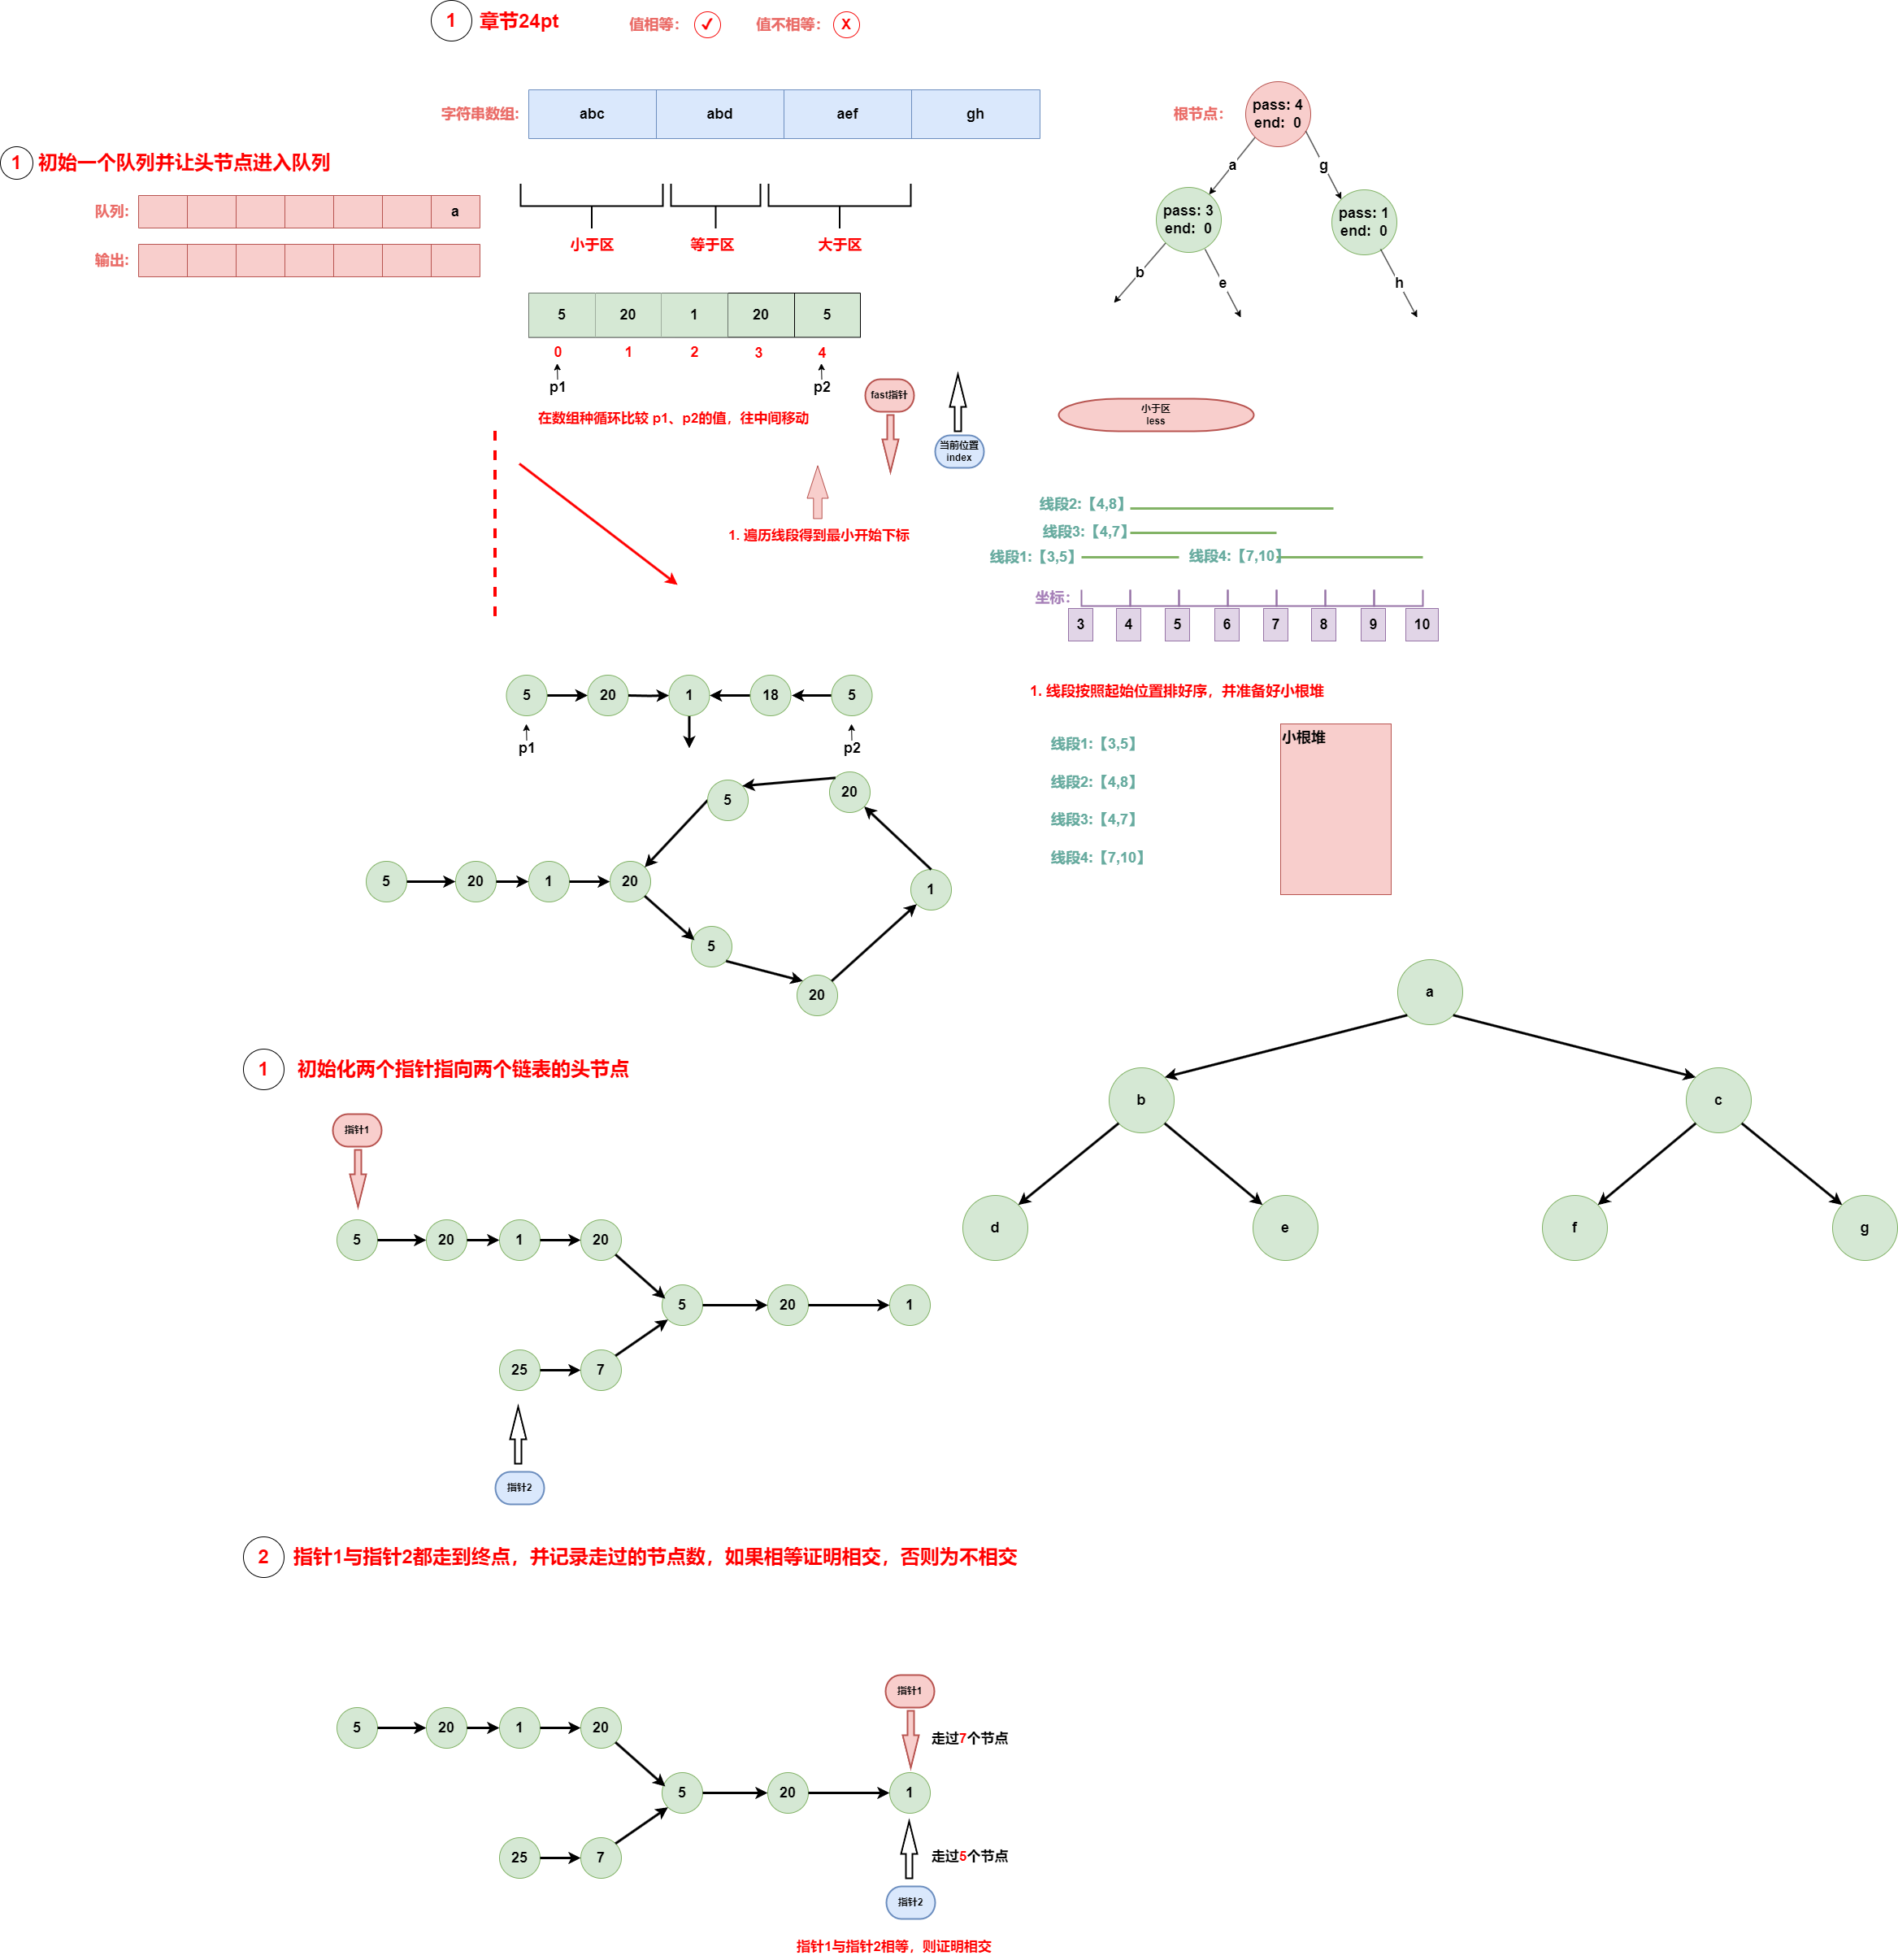 1 章节24pt 值相等： ✓ 值不相等： X
字符串数组: abc abd aef gh
根节点：
pass: 4
end: 0
a g
pass: 3
end: 0
pass: 1
end: 0
b e h
1 初始一个队列并让头节点进入队列
队列: a
输出:
小于区 等于区 大于区
5 20 1 20 5
0 1 2 3 4
p1 p2
在数组种循环比较 p1、p2的值，往中间移动
fast指针
当前位置
index
小于区
less
1. 遍历线段得到最小开始下标
线段2:【4,8】
线段3:【4,7】
线段1:【3,5】 线段4:【7,10】
坐标：
3 4 5 6 7 8 9 10
5 20 1 18 5
p1 p2
1. 线段按照起始位置排好序，并准备好小根堆
线段1:【3,5】
线段2:【4,8】
线段3:【4,7】
线段4:【7,10】
小根堆
5 20
5 20 1 20 1
5
20
a
b c
d e f g
1 初始化两个指针指向两个链表的头节点
指针1
5 20 1 20
5 20 1
25 7
指针2
2 指针1与指针2都走到终点，并记录走过的节点数，如果相等证明相交，否则为不相交
指针1
走过7个节点
5 20 1 20
5 20 1
25 7
走过5个节点
指针2
指针1与指针2相等，则证明相交